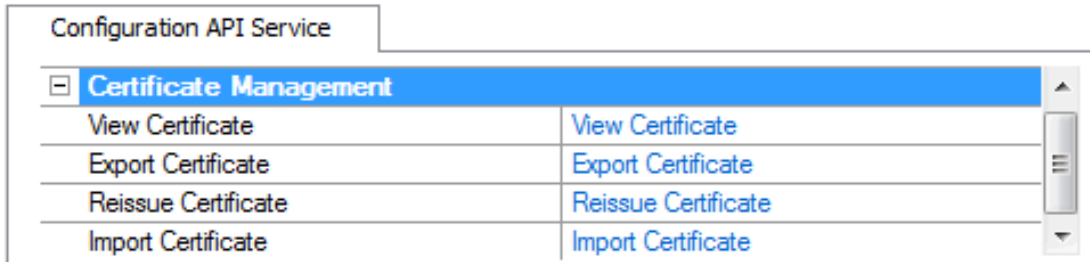 Configuration API Service
Certificate Management
View Certificate View Certificate
Export Certificate Export Certificate
Reissue Certificate Reissue Certificate
Import Certificate Import Certificate